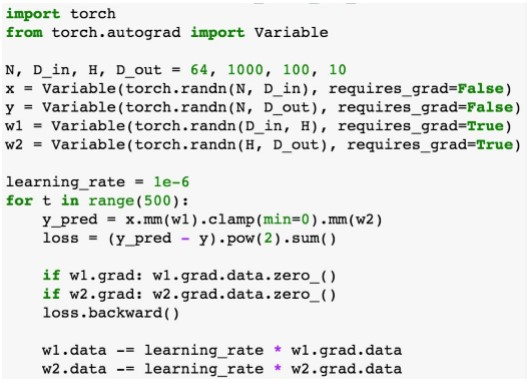 import torch
from torch.autograd import Variable
N, D_in, H, D_out = 64, 1000, 100, 10
x = Variable(torch.randn(N, D_in), requires_grad=False)
y = Variable(torch.randn(N, D_out), requires_grad=False)
w1 = Variable(torch.randn(D_in, H), requires_grad=True)
w2 = Variable(torch.randn(H, D_out), requires_grad=True)
learning_rate = 1e-6
for t in range(500):
    y_pred = x.mm(w1).clamp(min=0).mm(w2)
    loss = (y_pred - y).pow(2).sum()
    if w1.grad: w1.grad.data.zero_()
    if w2.grad: w2.grad.data.zero_()
    loss.backward()
    w1.data -= learning_rate * w1.grad.data
    w2.data -= learning_rate * w2.grad.data